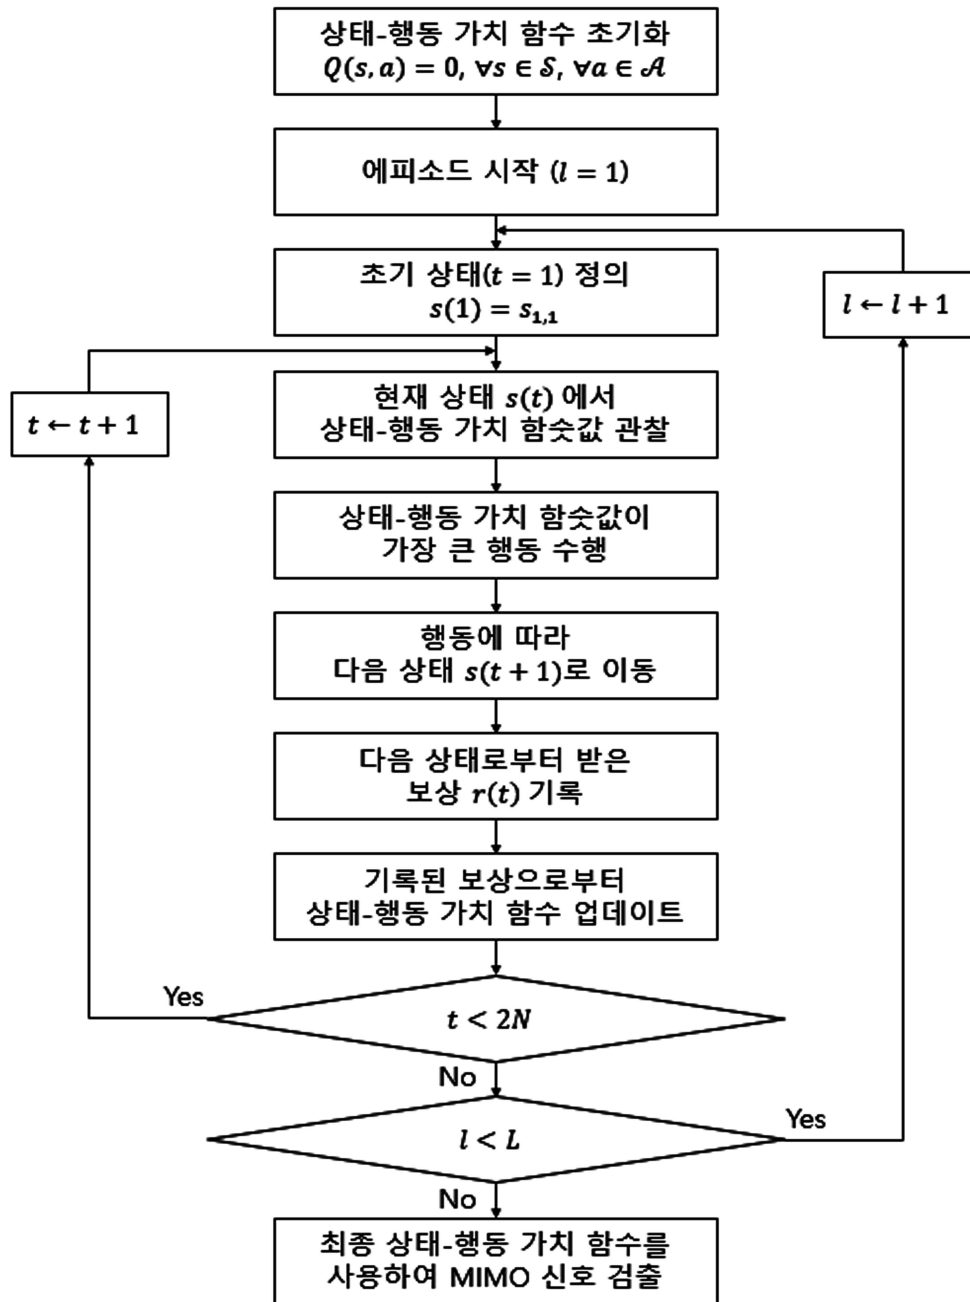 상태-행동 가치 함수 초기화
Q(s, a) = 0, ∀s ∈ 𝒮, ∀a ∈ 𝒜
에피소드 시작 (l = 1)
초기 상태(t = 1) 정의
s(1) = s₁,₁
l ← l + 1
현재 상태 s(t) 에서
상태-행동 가치 함숫값 관찰
t ← t + 1
상태-행동 가치 함숫값이
가장 큰 행동 수행
행동에 따라
다음 상태 s(t + 1)로 이동
다음 상태로부터 받은
보상 r(t) 기록
기록된 보상으로부터
상태-행동 가치 함수 업데이트
Yes
t < 2N
No
Yes
l < L
No
최종 상태-행동 가치 함수를
사용하여 MIMO 신호 검출